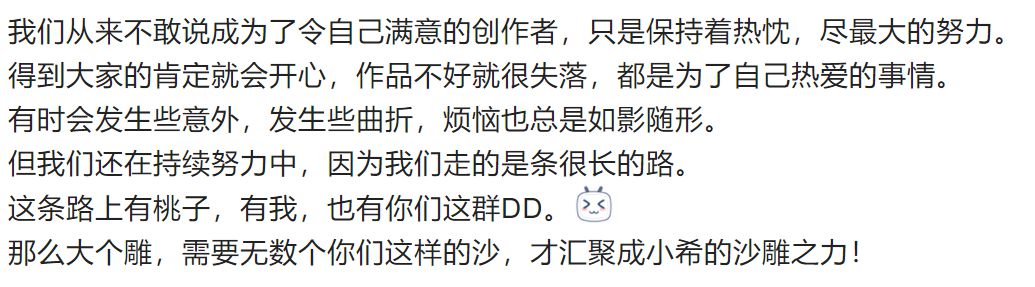 我们从来不敢说成为了令自己满意的创作者，只是保持着热忱，尽最大的努力。
得到大家的肯定就会开心，作品不好就很失落，都是为了自己热爱的事情。
有时会发生些意外，发生些曲折，烦恼也总是如影随形。
但我们还在持续努力中，因为我们走的是条很长的路。
这条路上有桃子，有我，也有你们这群DD。
那么大个雕，需要无数个你们这样的沙，才汇聚成小希的沙雕之力！